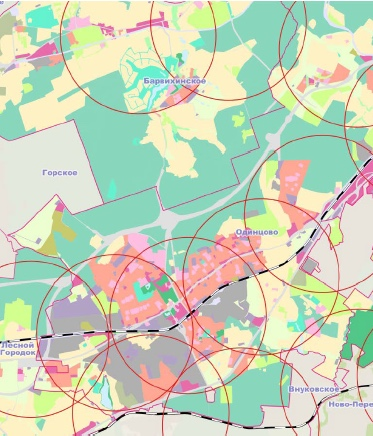 Барвихинское
Горское
Одинцово
Лесной
Городок
Внуковское
Ново-Пере